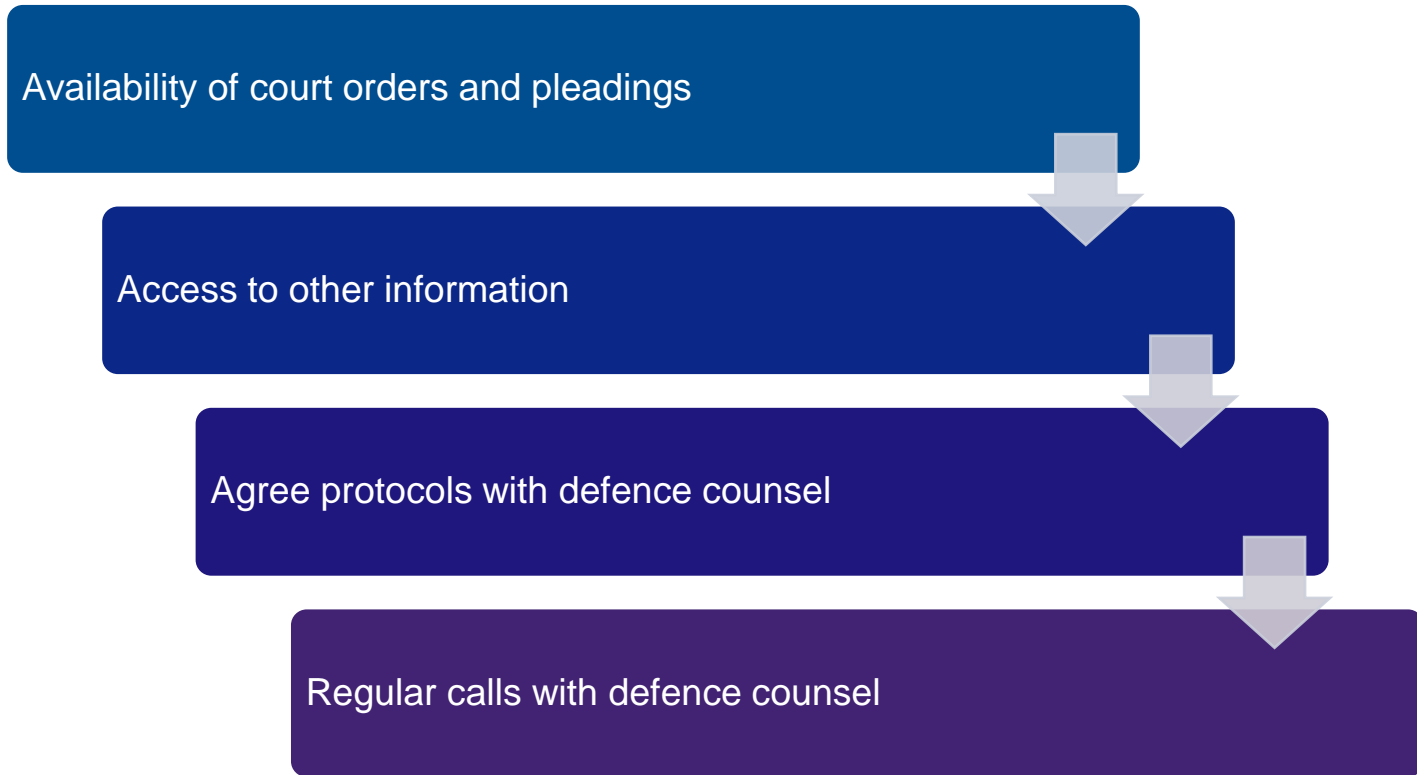 Availability of court orders and pleadings
Access to other information
Agree protocols with defence counsel
Regular calls with defence counsel